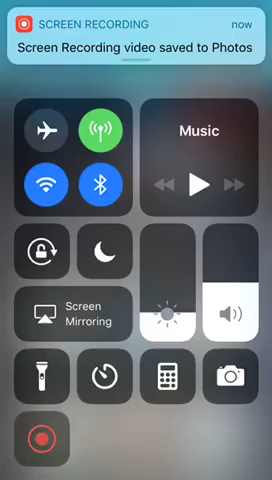 SCREEN RECORDING
now
Screen Recording video saved to Photos
Music
Screen
Mirroring